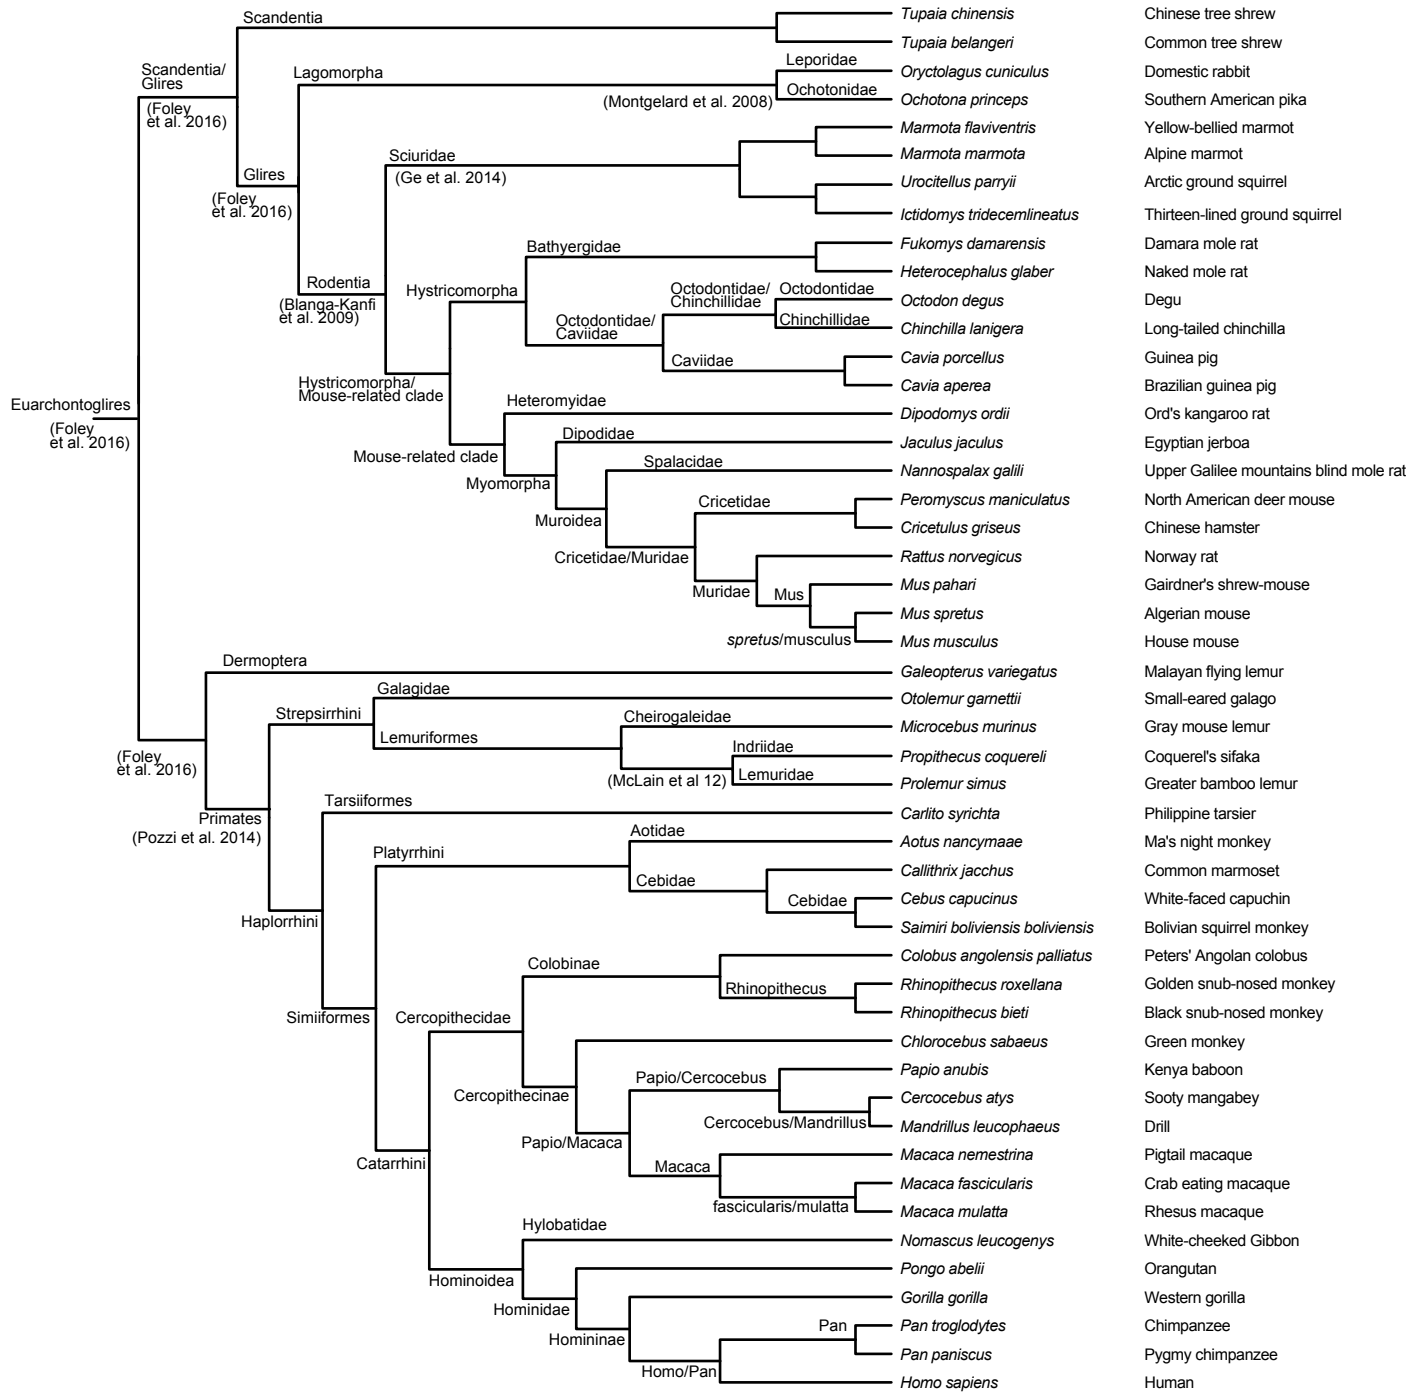 Scandentia
Tupaia chinensis Chinese tree shrew
Tupaia belangeri Common tree shrew
Scandentia/
Glires
(Foley
et al. 2016)
Lagomorpha
Leporidae
Oryctolagus cuniculus Domestic rabbit
Ochotonidae
(Montgelard et al. 2008)
Ochotona princeps Southern American pika
Marmota flaviventris Yellow-bellied marmot
Sciuridae
Marmota marmota Alpine marmot
(Ge et al. 2014)
Glires
(Foley
et al. 2016)
Urocitellus parryii Arctic ground squirrel
Ictidomys tridecemlineatus Thirteen-lined ground squirrel
Bathyergidae
Fukomys damarensis Damara mole rat
Heterocephalus glaber Naked mole rat
Rodentia
(Blanga-Kanfi
et al. 2009)
Hystricomorpha
Octodontidae/
Chinchillidae
Octodontidae
Octodon degus Degu
Octodontidae/
Caviidae
Chinchillidae
Chinchilla lanigera Long-tailed chinchilla
Caviidae
Cavia porcellus Guinea pig
Cavia aperea Brazilian guinea pig
Hystricomorpha/
Mouse-related clade
Heteromyidae
Dipodomys ordii Ord's kangaroo rat
Euarchontoglires
(Foley
et al. 2016)
Dipodidae
Jaculus jaculus Egyptian jerboa
Mouse-related clade
Spalacidae
Nannospalax galili Upper Galilee mountains blind mole rat
Myomorpha
Cricetidae
Peromyscus maniculatus North American deer mouse
Muroidea
Cricetulus griseus Chinese hamster
Cricetidae/Muridae
Rattus norvegicus Norway rat
Muridae
Mus
Mus pahari Gairdner's shrew-mouse
Mus spretus Algerian mouse
spretus/musculus
Mus musculus House mouse
Dermoptera
Galeopterus variegatus Malayan flying lemur
Galagidae
Otolemur garnettii Small-eared galago
Strepsirrhini
Cheirogaleidae
Microcebus murinus Gray mouse lemur
Lemuriformes
Indriidae
Propithecus coquereli Coquerel's sifaka
(Foley
et al. 2016)
(McLain et al 12)
Lemuridae
Prolemur simus Greater bamboo lemur
Tarsiiformes
Carlito syrichta Philippine tarsier
Primates
(Pozzi et al. 2014)
Aotidae
Aotus nancymaae Ma's night monkey
Platyrrhini
Callithrix jacchus Common marmoset
Cebidae
Cebidae
Cebus capucinus White-faced capuchin
Haplorrhini
Saimiri boliviensis boliviensis Bolivian squirrel monkey
Colobinae
Colobus angolensis palliatus Peters' Angolan colobus
Rhinopithecus
Rhinopithecus roxellana Golden snub-nosed monkey
Simiiformes
Cercopithecidae
Rhinopithecus bieti Black snub-nosed monkey
Chlorocebus sabaeus Green monkey
Papio/Cercocebus
Papio anubis Kenya baboon
Cercopithecinae
Cercocebus atys Sooty mangabey
Cercocebus/Mandrillus
Mandrillus leucophaeus Drill
Papio/Macaca
Macaca nemestrina Pigtail macaque
Catarrhini
Macaca
Macaca fascicularis Crab eating macaque
fascicularis/mulatta
Macaca mulatta Rhesus macaque
Hylobatidae
Nomascus leucogenys White-cheeked Gibbon
Hominoidea
Pongo abelii Orangutan
Hominidae
Gorilla gorilla Western gorilla
Homininae
Pan
Pan troglodytes Chimpanzee
Pan paniscus Pygmy chimpanzee
Homo/Pan
Homo sapiens Human